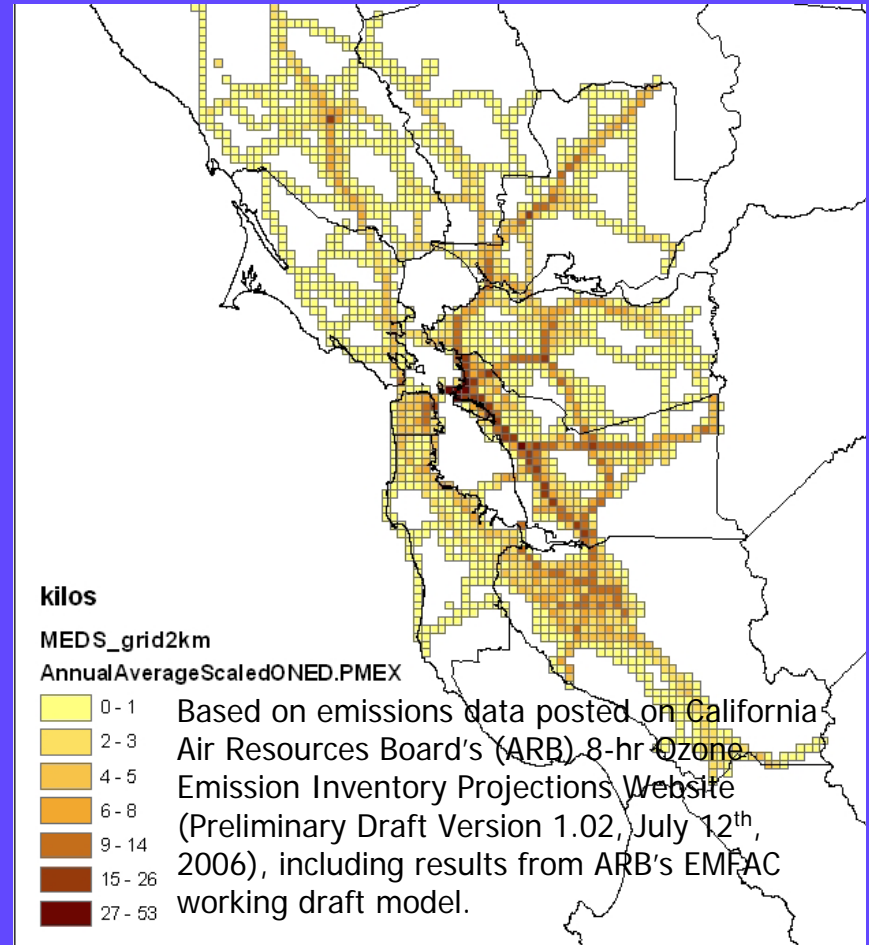 kilos
MEDS_grid2km
AnnualAverageScaledONED.PMEX
0 - 1
2 - 3
4 - 5
6 - 8
9 - 14
15 - 26
27 - 53
Based on emissions data posted on California
Air Resources Board's (ARB) 8-hr Ozone
Emission Inventory Projections Website
(Preliminary Draft Version 1.02, July 12th,
2006), including results from ARB's EMFAC
working draft model.